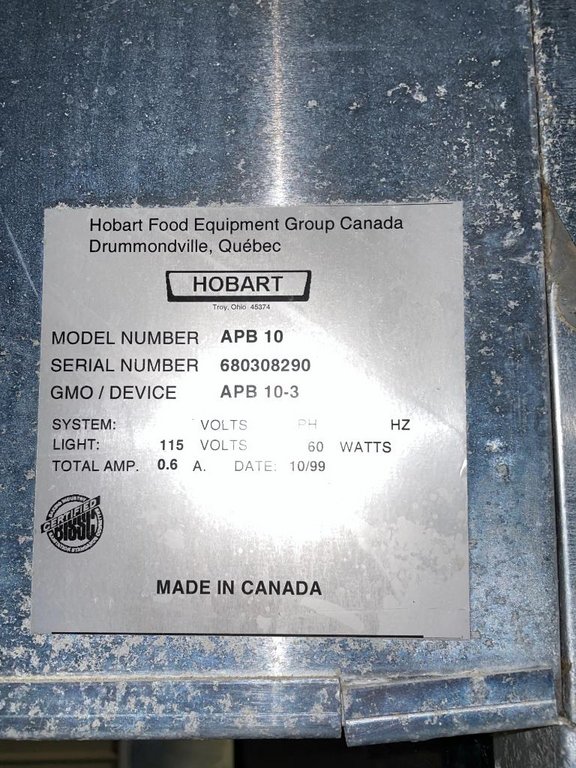 Hobart Food Equipment Group Canada
Drummondville, Québec
HOBART
Troy, Ohio 45374
MODEL NUMBER APB 10
SERIAL NUMBER 680308290
GMO / DEVICE APB 10-3
SYSTEM: VOLTS PH HZ
LIGHT: 115 VOLTS 60 WATTS
TOTAL AMP. 0.6 A. DATE: 10/99
CERTIFIED
BISSC
MADE IN CANADA